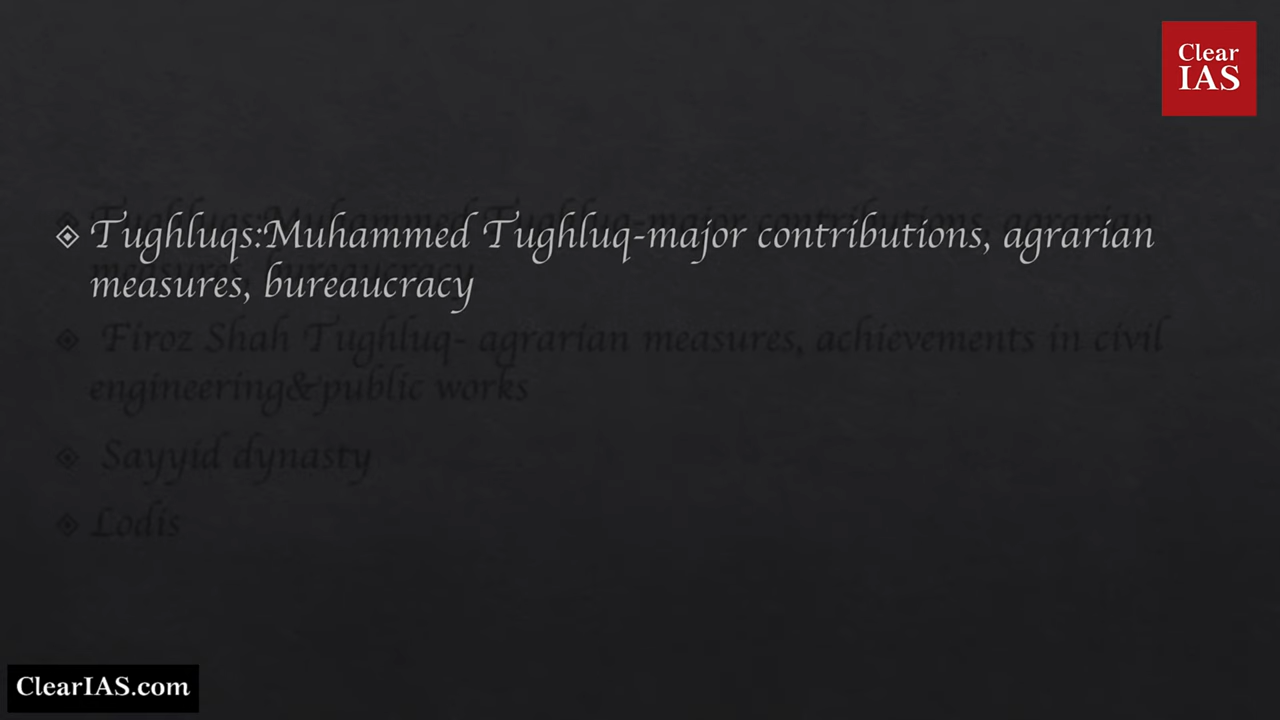 Clear
IAS
Tughluqs:Muhammed Tughluq-major contributions, agrarian
measures, bureaucracy
Firoz Shah Tughluq- agrarian measures, achievements in civil
engineering&public works
Sayyid dynasty
Lodis
ClearIAS.com